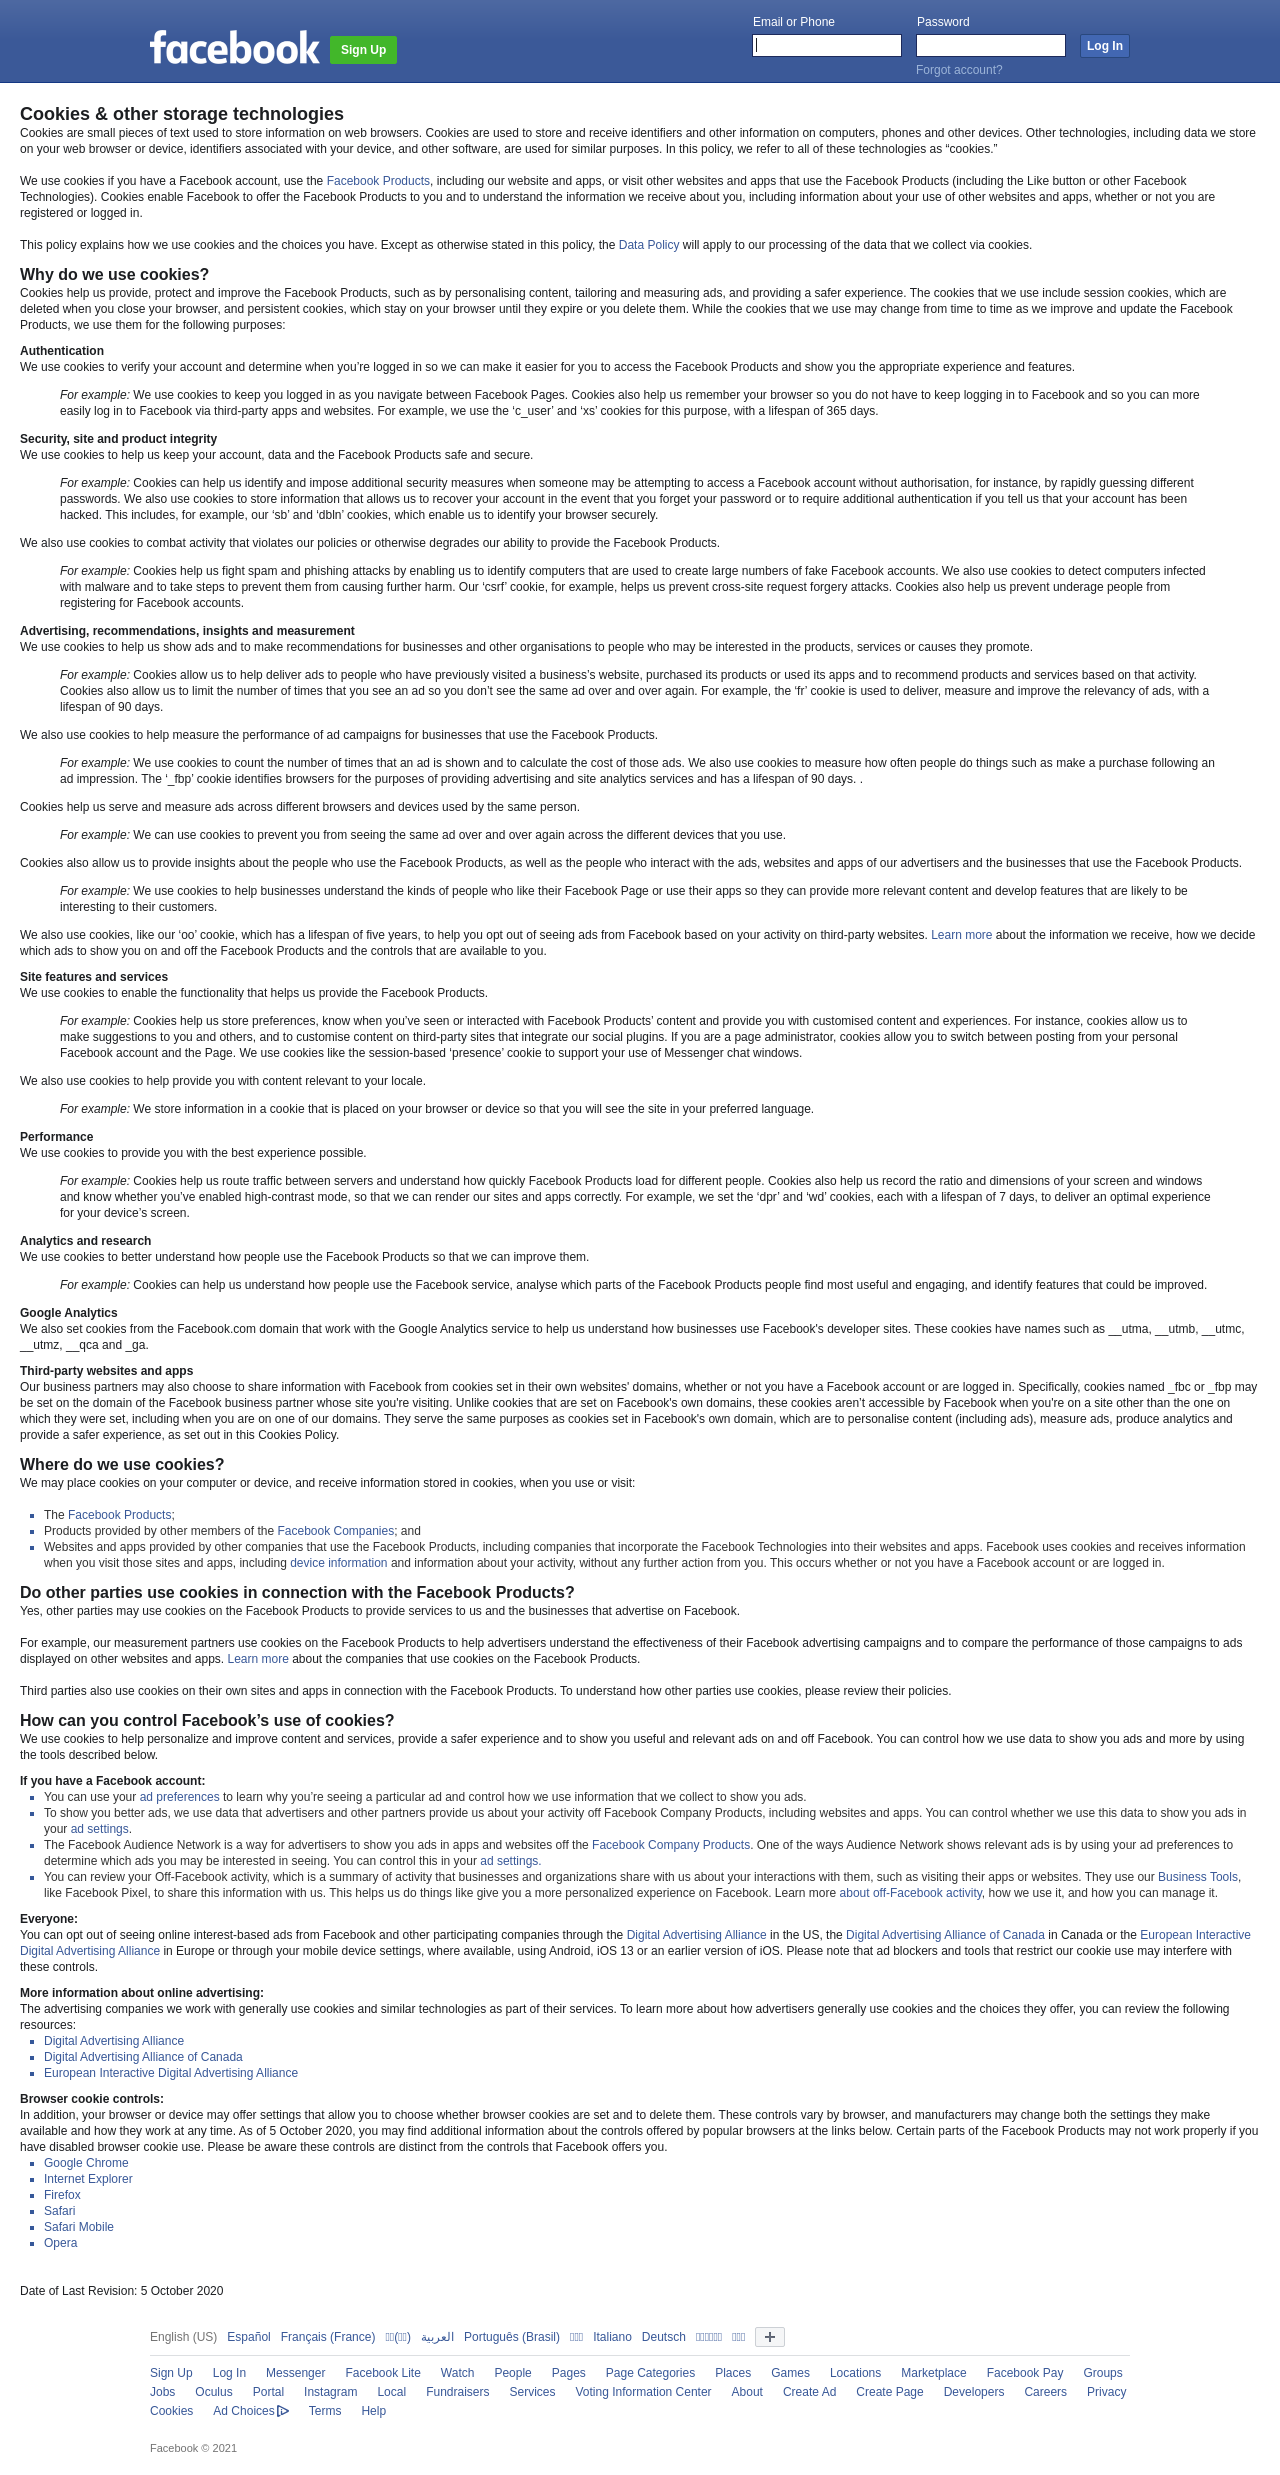 facebook
Sign Up
Email or Phone
Password
Log In
Forgot account?
Cookies & other storage technologies
Cookies are small pieces of text used to store information on web browsers. Cookies are used to store and receive identifiers and other information on computers, phones and other devices. Other technologies, including data we store
on your web browser or device, identifiers associated with your device, and other software, are used for similar purposes. In this policy, we refer to all of these technologies as “cookies.”
We use cookies if you have a Facebook account, use the Facebook Products, including our website and apps, or visit other websites and apps that use the Facebook Products (including the Like button or other Facebook
Technologies). Cookies enable Facebook to offer the Facebook Products to you and to understand the information we receive about you, including information about your use of other websites and apps, whether or not you are
registered or logged in.
This policy explains how we use cookies and the choices you have. Except as otherwise stated in this policy, the Data Policy will apply to our processing of the data that we collect via cookies.
Why do we use cookies?
Cookies help us provide, protect and improve the Facebook Products, such as by personalising content, tailoring and measuring ads, and providing a safer experience. The cookies that we use include session cookies, which are
deleted when you close your browser, and persistent cookies, which stay on your browser until they expire or you delete them. While the cookies that we use may change from time to time as we improve and update the Facebook
Products, we use them for the following purposes:
Authentication
We use cookies to verify your account and determine when you’re logged in so we can make it easier for you to access the Facebook Products and show you the appropriate experience and features.
For example: We use cookies to keep you logged in as you navigate between Facebook Pages. Cookies also help us remember your browser so you do not have to keep logging in to Facebook and so you can more
easily log in to Facebook via third-party apps and websites. For example, we use the ‘c_user’ and ‘xs’ cookies for this purpose, with a lifespan of 365 days.
Security, site and product integrity
We use cookies to help us keep your account, data and the Facebook Products safe and secure.
For example: Cookies can help us identify and impose additional security measures when someone may be attempting to access a Facebook account without authorisation, for instance, by rapidly guessing different
passwords. We also use cookies to store information that allows us to recover your account in the event that you forget your password or to require additional authentication if you tell us that your account has been
hacked. This includes, for example, our ‘sb’ and ‘dbln’ cookies, which enable us to identify your browser securely.
We also use cookies to combat activity that violates our policies or otherwise degrades our ability to provide the Facebook Products.
For example: Cookies help us fight spam and phishing attacks by enabling us to identify computers that are used to create large numbers of fake Facebook accounts. We also use cookies to detect computers infected
with malware and to take steps to prevent them from causing further harm. Our ‘csrf’ cookie, for example, helps us prevent cross-site request forgery attacks. Cookies also help us prevent underage people from
registering for Facebook accounts.
Advertising, recommendations, insights and measurement
We use cookies to help us show ads and to make recommendations for businesses and other organisations to people who may be interested in the products, services or causes they promote.
For example: Cookies allow us to help deliver ads to people who have previously visited a business’s website, purchased its products or used its apps and to recommend products and services based on that activity.
Cookies also allow us to limit the number of times that you see an ad so you don’t see the same ad over and over again. For example, the ‘fr’ cookie is used to deliver, measure and improve the relevancy of ads, with a
lifespan of 90 days.
We also use cookies to help measure the performance of ad campaigns for businesses that use the Facebook Products.
For example: We use cookies to count the number of times that an ad is shown and to calculate the cost of those ads. We also use cookies to measure how often people do things such as make a purchase following an
ad impression. The ‘_fbp’ cookie identifies browsers for the purposes of providing advertising and site analytics services and has a lifespan of 90 days. .
Cookies help us serve and measure ads across different browsers and devices used by the same person.
For example: We can use cookies to prevent you from seeing the same ad over and over again across the different devices that you use.
Cookies also allow us to provide insights about the people who use the Facebook Products, as well as the people who interact with the ads, websites and apps of our advertisers and the businesses that use the Facebook Products.
For example: We use cookies to help businesses understand the kinds of people who like their Facebook Page or use their apps so they can provide more relevant content and develop features that are likely to be
interesting to their customers.
We also use cookies, like our ‘oo’ cookie, which has a lifespan of five years, to help you opt out of seeing ads from Facebook based on your activity on third-party websites. Learn more about the information we receive, how we decide
which ads to show you on and off the Facebook Products and the controls that are available to you.
Site features and services
We use cookies to enable the functionality that helps us provide the Facebook Products.
For example: Cookies help us store preferences, know when you’ve seen or interacted with Facebook Products’ content and provide you with customised content and experiences. For instance, cookies allow us to
make suggestions to you and others, and to customise content on third-party sites that integrate our social plugins. If you are a page administrator, cookies allow you to switch between posting from your personal
Facebook account and the Page. We use cookies like the session-based ‘presence’ cookie to support your use of Messenger chat windows.
We also use cookies to help provide you with content relevant to your locale.
For example: We store information in a cookie that is placed on your browser or device so that you will see the site in your preferred language.
Performance
We use cookies to provide you with the best experience possible.
For example: Cookies help us route traffic between servers and understand how quickly Facebook Products load for different people. Cookies also help us record the ratio and dimensions of your screen and windows
and know whether you’ve enabled high-contrast mode, so that we can render our sites and apps correctly. For example, we set the ‘dpr’ and ‘wd’ cookies, each with a lifespan of 7 days, to deliver an optimal experience
for your device’s screen.
Analytics and research
We use cookies to better understand how people use the Facebook Products so that we can improve them.
For example: Cookies can help us understand how people use the Facebook service, analyse which parts of the Facebook Products people find most useful and engaging, and identify features that could be improved.
Google Analytics
We also set cookies from the Facebook.com domain that work with the Google Analytics service to help us understand how businesses use Facebook's developer sites. These cookies have names such as __utma, __utmb, __utmc,
__utmz, __qca and _ga.
Third-party websites and apps
Our business partners may also choose to share information with Facebook from cookies set in their own websites' domains, whether or not you have a Facebook account or are logged in. Specifically, cookies named _fbc or _fbp may
be set on the domain of the Facebook business partner whose site you're visiting. Unlike cookies that are set on Facebook's own domains, these cookies aren’t accessible by Facebook when you're on a site other than the one on
which they were set, including when you are on one of our domains. They serve the same purposes as cookies set in Facebook's own domain, which are to personalise content (including ads), measure ads, produce analytics and
provide a safer experience, as set out in this Cookies Policy.
Where do we use cookies?
We may place cookies on your computer or device, and receive information stored in cookies, when you use or visit:
The Facebook Products;
Products provided by other members of the Facebook Companies; and
Websites and apps provided by other companies that use the Facebook Products, including companies that incorporate the Facebook Technologies into their websites and apps. Facebook uses cookies and receives information
when you visit those sites and apps, including device information and information about your activity, without any further action from you. This occurs whether or not you have a Facebook account or are logged in.
Do other parties use cookies in connection with the Facebook Products?
Yes, other parties may use cookies on the Facebook Products to provide services to us and the businesses that advertise on Facebook.
For example, our measurement partners use cookies on the Facebook Products to help advertisers understand the effectiveness of their Facebook advertising campaigns and to compare the performance of those campaigns to ads
displayed on other websites and apps. Learn more about the companies that use cookies on the Facebook Products.
Third parties also use cookies on their own sites and apps in connection with the Facebook Products. To understand how other parties use cookies, please review their policies.
How can you control Facebook’s use of cookies?
We use cookies to help personalize and improve content and services, provide a safer experience and to show you useful and relevant ads on and off Facebook. You can control how we use data to show you ads and more by using
the tools described below.
If you have a Facebook account:
You can use your ad preferences to learn why you’re seeing a particular ad and control how we use information that we collect to show you ads.
To show you better ads, we use data that advertisers and other partners provide us about your activity off Facebook Company Products, including websites and apps. You can control whether we use this data to show you ads in
your ad settings.
The Facebook Audience Network is a way for advertisers to show you ads in apps and websites off the Facebook Company Products. One of the ways Audience Network shows relevant ads is by using your ad preferences to
determine which ads you may be interested in seeing. You can control this in your ad settings.
You can review your Off-Facebook activity, which is a summary of activity that businesses and organizations share with us about your interactions with them, such as visiting their apps or websites. They use our Business Tools,
like Facebook Pixel, to share this information with us. This helps us do things like give you a more personalized experience on Facebook. Learn more about off-Facebook activity, how we use it, and how you can manage it.
Everyone:
You can opt out of seeing online interest-based ads from Facebook and other participating companies through the Digital Advertising Alliance in the US, the Digital Advertising Alliance of Canada in Canada or the European Interactive
Digital Advertising Alliance in Europe or through your mobile device settings, where available, using Android, iOS 13 or an earlier version of iOS. Please note that ad blockers and tools that restrict our cookie use may interfere with
these controls.
More information about online advertising:
The advertising companies we work with generally use cookies and similar technologies as part of their services. To learn more about how advertisers generally use cookies and the choices they offer, you can review the following
resources:
Digital Advertising Alliance
Digital Advertising Alliance of Canada
European Interactive Digital Advertising Alliance
Browser cookie controls:
In addition, your browser or device may offer settings that allow you to choose whether browser cookies are set and to delete them. These controls vary by browser, and manufacturers may change both the settings they make
available and how they work at any time. As of 5 October 2020, you may find additional information about the controls offered by popular browsers at the links below. Certain parts of the Facebook Products may not work properly if you
have disabled browser cookie use. Please be aware these controls are distinct from the controls that Facebook offers you.
Google Chrome
Internet Explorer
Firefox
Safari
Safari Mobile
Opera
Date of Last Revision: 5 October 2020
English (US) Español Français (France) العربية Português (Brasil) Italiano Deutsch
Sign Up Log In Messenger Facebook Lite Watch People Pages Page Categories Places Games Locations Marketplace Facebook Pay Groups
Jobs Oculus Portal Instagram Local Fundraisers Services Voting Information Center About Create Ad Create Page Developers Careers Privacy
Cookies Ad Choices Terms Help
Facebook © 2021